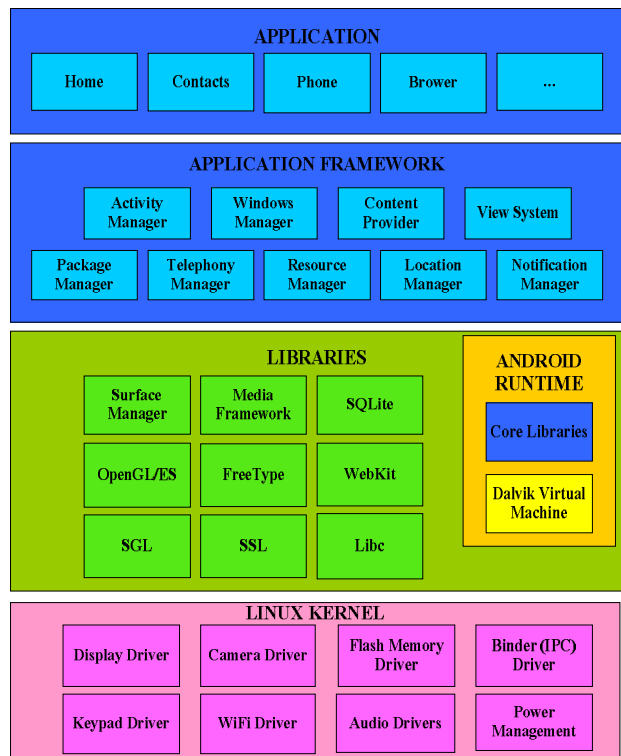 APPLICATION
Home
Contacts
Phone
Brower
...
APPLICATION FRAMEWORK
Activity
Manager
Windows
Manager
Content
Provider
View System
Package
Manager
Telephony
Manager
Resource
Manager
Location
Manager
Notification
Manager
LIBRARIES
Surface
Manager
Media
Framework
SQLite
OpenGL/ES
FreeType
WebKit
SGL
SSL
Libc
ANDROID
RUNTIME
Core Libraries
Dalvik Virtual
Machine
LINUX KERNEL
Display Driver
Camera Driver
Flash Memory
Driver
Binder (IPC)
Driver
Keypad Driver
WiFi Driver
Audio Drivers
Power
Management